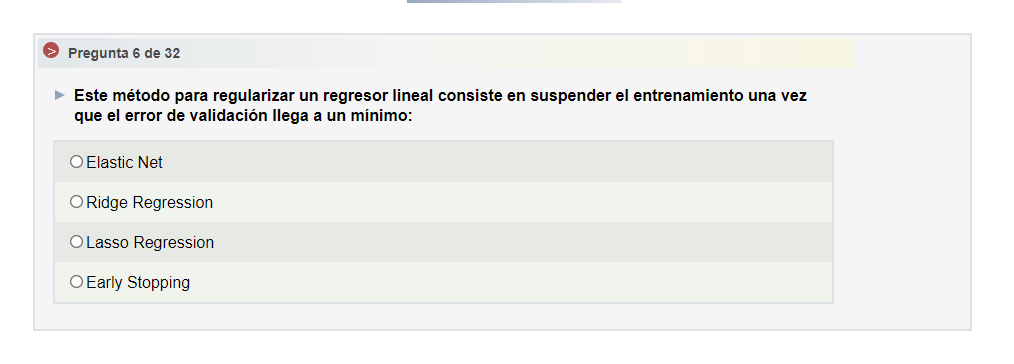 Pregunta 6 de 32
Este método para regularizar un regresor lineal consiste en suspender el entrenamiento una vez
que el error de validación llega a un mínimo:
Elastic Net
Ridge Regression
Lasso Regression
Early Stopping